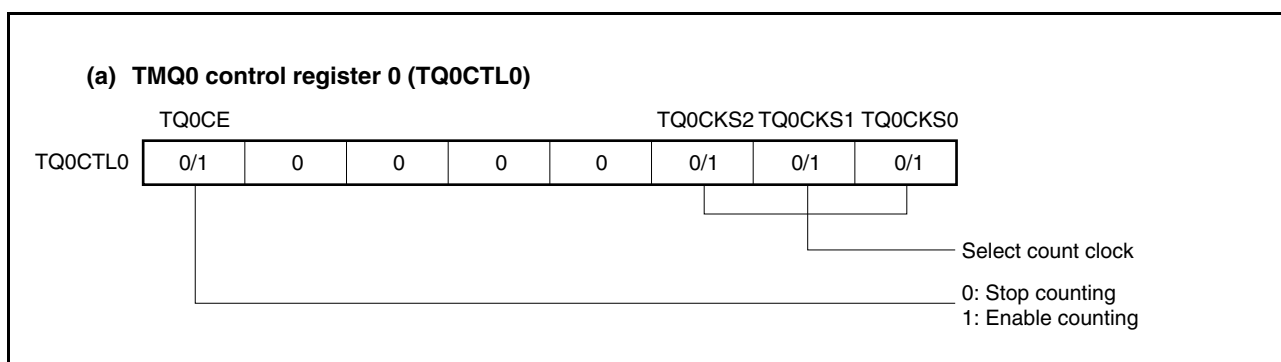 (a) TMQ0 control register 0 (TQ0CTL0)
TQ0CE TQ0CKS2 TQ0CKS1 TQ0CKS0
TQ0CTL0 0/1 0 0 0 0 0/1 0/1 0/1
Select count clock
0: Stop counting
1: Enable counting